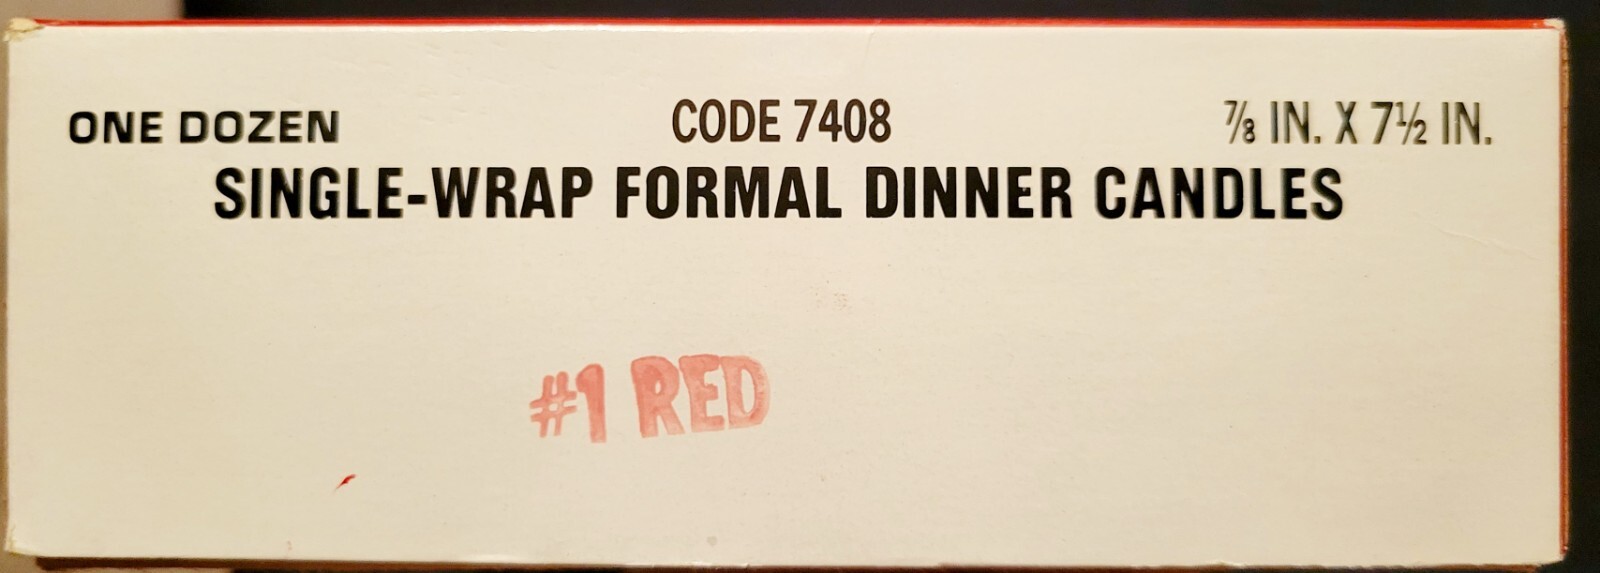 ONE DOZEN CODE 7408 ⅞ IN. X 7½ IN.
SINGLE-WRAP FORMAL DINNER CANDLES
#1 RED